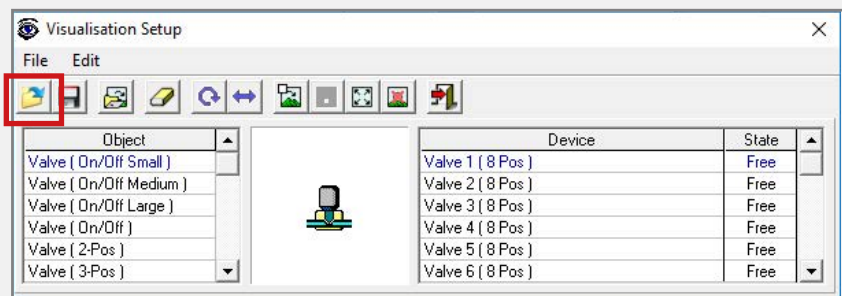 Visualisation Setup
File Edit
Object
Valve ( On/Off Small )
Valve ( On/Off Medium )
Valve ( On/Off Large )
Valve ( On/Off )
Valve ( 2-Pos )
Valve ( 3-Pos )
Device State
Valve 1 ( 8 Pos ) Free
Valve 2 ( 8 Pos ) Free
Valve 3 ( 8 Pos ) Free
Valve 4 ( 8 Pos ) Free
Valve 5 ( 8 Pos ) Free
Valve 6 ( 8 Pos ) Free